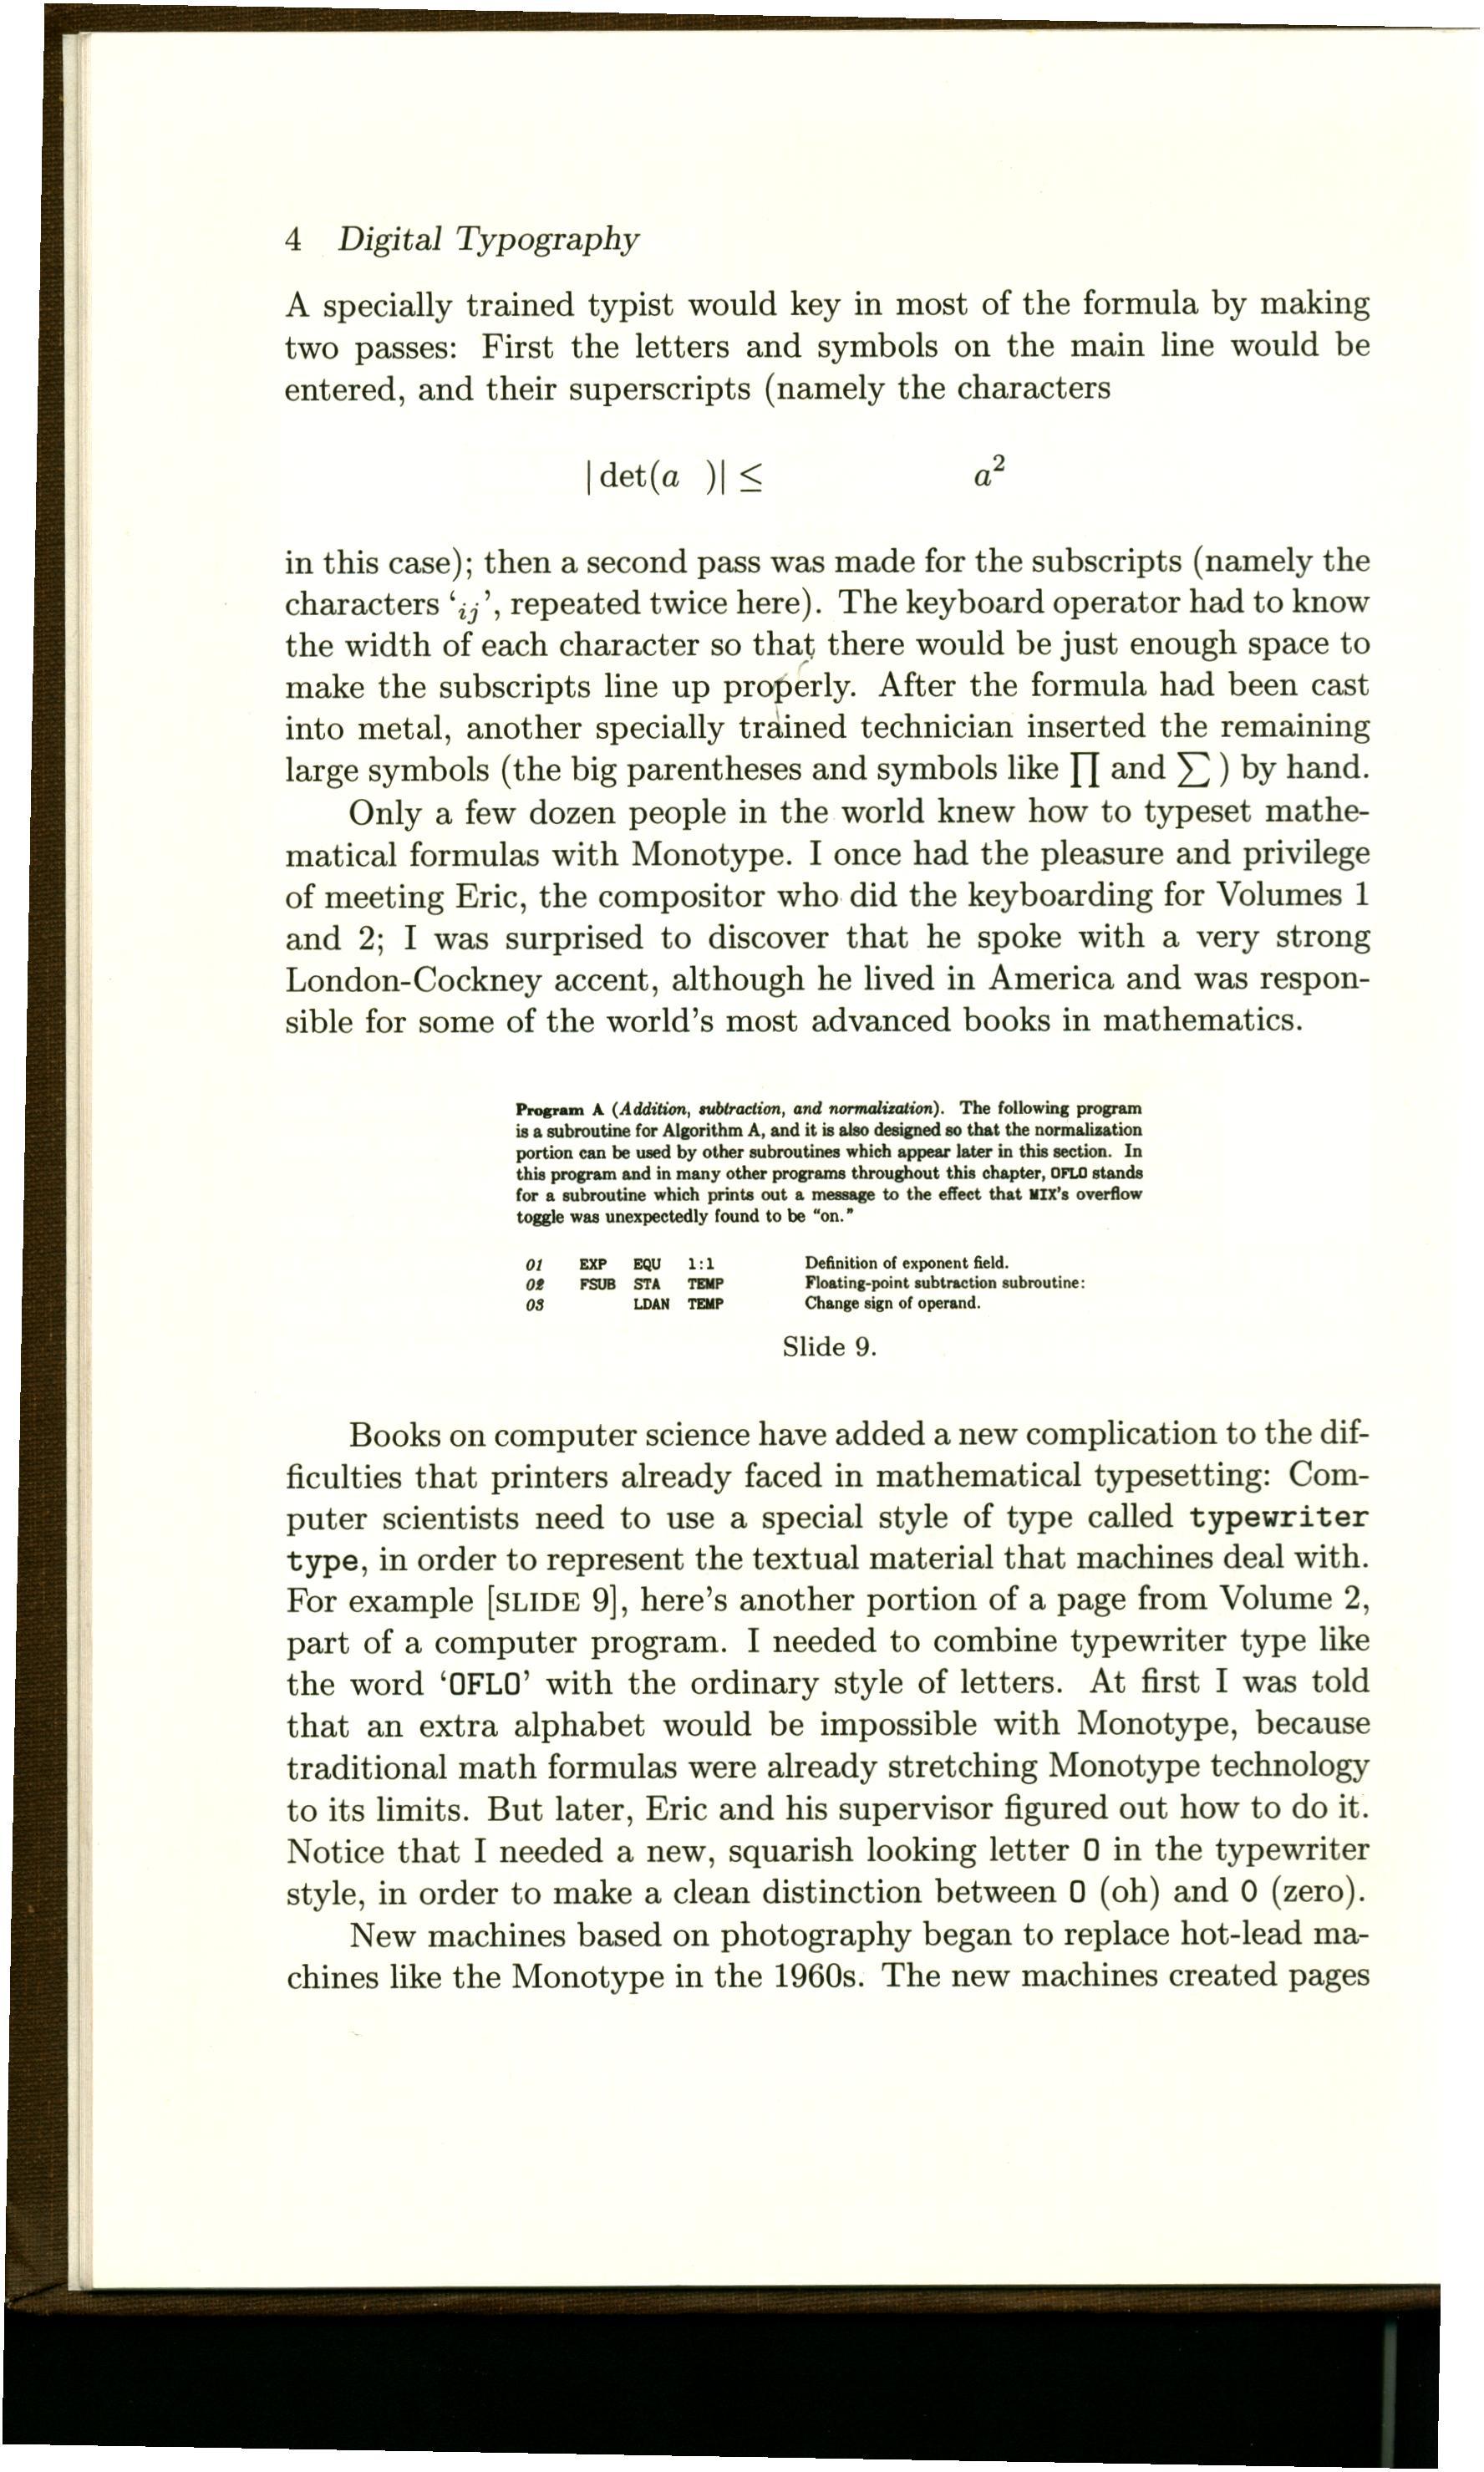 4 Digital Typography
A specially trained typist would key in most of the formula by making
two passes: First the letters and symbols on the main line would be
entered, and their superscripts (namely the characters
|det(a )| ≤ a²
in this case); then a second pass was made for the subscripts (namely the
characters ‘ij’, repeated twice here). The keyboard operator had to know
the width of each character so that there would be just enough space to
make the subscripts line up properly. After the formula had been cast
into metal, another specially trained technician inserted the remaining
large symbols (the big parentheses and symbols like ∏ and ∑) by hand.
Only a few dozen people in the world knew how to typeset mathe-
matical formulas with Monotype. I once had the pleasure and privilege
of meeting Eric, the compositor who did the keyboarding for Volumes 1
and 2; I was surprised to discover that he spoke with a very strong
London-Cockney accent, although he lived in America and was respon-
sible for some of the world's most advanced books in mathematics.
Program A (Addition, subtraction, and normalization). The following program
is a subroutine for Algorithm A, and it is also designed so that the normalization
portion can be used by other subroutines which appear later in this section. In
this program and in many other programs throughout this chapter, OFLO stands
for a subroutine which prints out a message to the effect that MIX's overflow
toggle was unexpectedly found to be “on.”
01 EXP EQU 1:1 Definition of exponent field.
02 FSUB STA TEMP Floating-point subtraction subroutine:
03 LDAN TEMP Change sign of operand.
Slide 9.
Books on computer science have added a new complication to the dif-
ficulties that printers already faced in mathematical typesetting: Com-
puter scientists need to use a special style of type called typewriter
type, in order to represent the textual material that machines deal with.
For example [SLIDE 9], here's another portion of a page from Volume 2,
part of a computer program. I needed to combine typewriter type like
the word ‘OFLO’ with the ordinary style of letters. At first I was told
that an extra alphabet would be impossible with Monotype, because
traditional math formulas were already stretching Monotype technology
to its limits. But later, Eric and his supervisor figured out how to do it.
Notice that I needed a new, squarish looking letter O in the typewriter
style, in order to make a clean distinction between O (oh) and 0 (zero).
New machines based on photography began to replace hot-lead ma-
chines like the Monotype in the 1960s. The new machines created pages